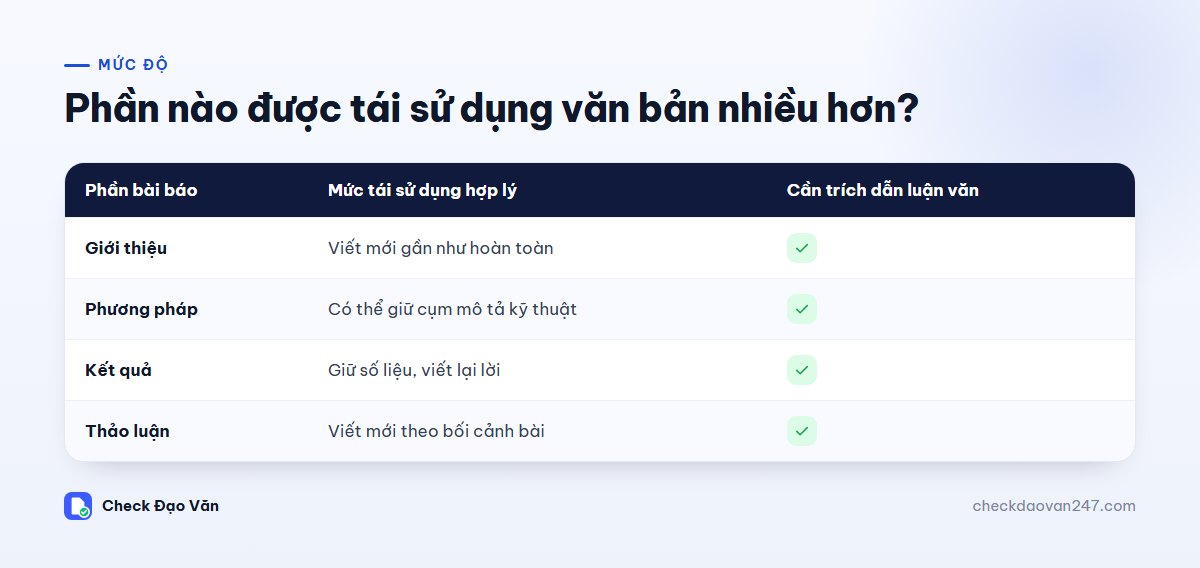 MỨC ĐỘ
Phần nào được tái sử dụng văn bản nhiều hơn?
Phần bài báo Mức tái sử dụng hợp lý Cần trích dẫn luận văn
Giới thiệu Viết mới gần như hoàn toàn
Phương pháp Có thể giữ cụm mô tả kỹ thuật
Kết quả Giữ số liệu, viết lại lời
Thảo luận Viết mới theo bối cảnh bài
Check Đạo Văn checkdaovan247.com